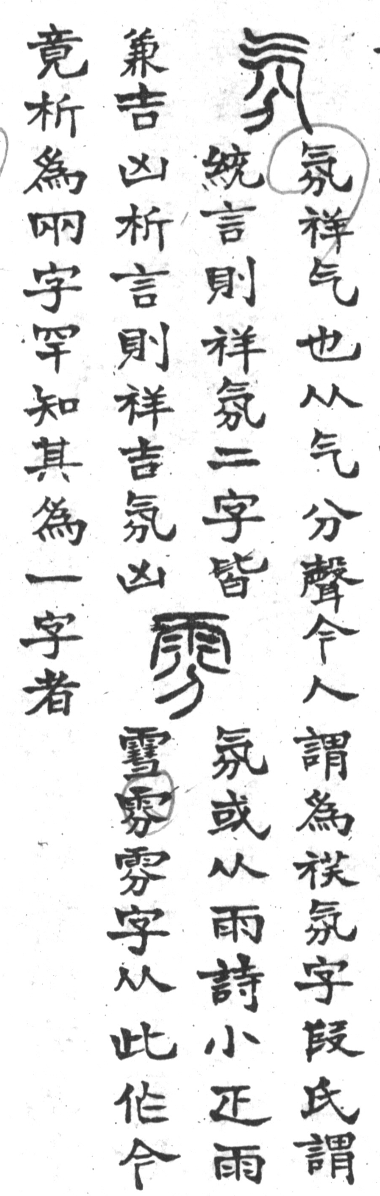 氛
氛祥气也从气分聲今人謂為祲氛字段氏謂
統言則祥氛二字皆
兼吉凶析言則祥吉氛凶
雰
氛或从雨詩小疋雨
雪雰雰字从此作今
竟析為兩字罕知其為一字者